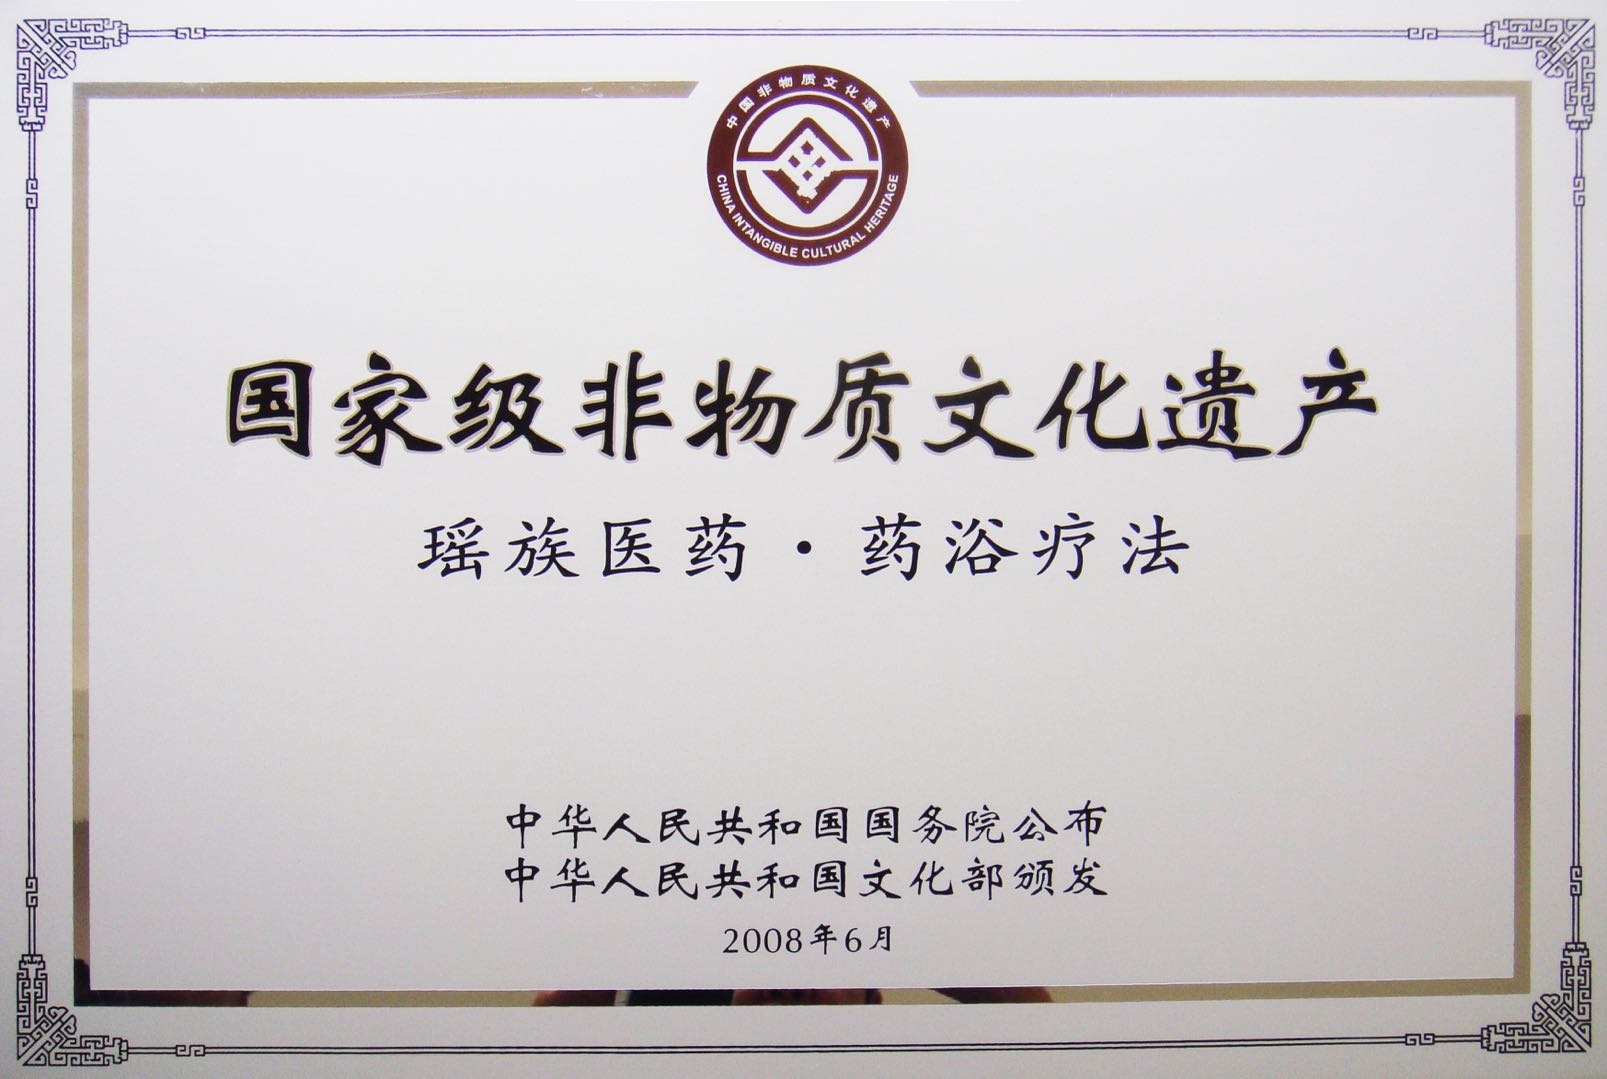 中国非物质文化遗产
CHINA INTANGIBLE CULTURAL HERITAGE
国家级非物质文化遗产
瑶族医药·药浴疗法
中华人民共和国国务院公布
中华人民共和国文化部颁发
2008年6月